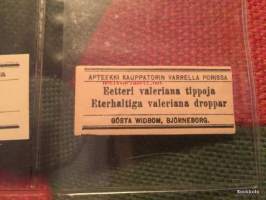 APTEEKKI KAUPPATORIN VARRELLA PORISSA
Eetteri valeriana tippoja
Eterhaltiga valeriana droppar
GÖSTA WIDBOM, BJÖRNEBORG.